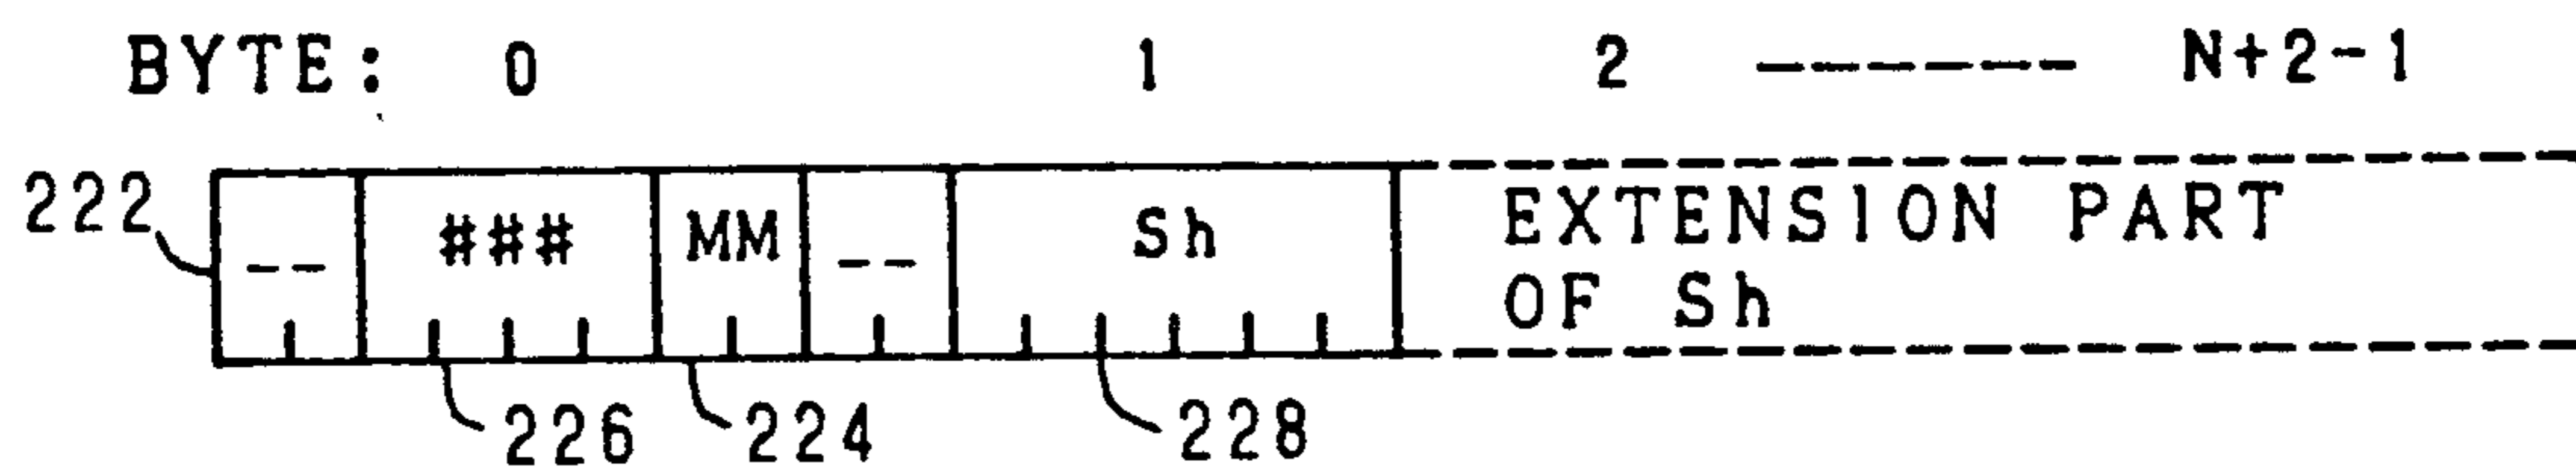 BYTE: 0 1 2 ------ N+2-1
222 -- ### MM -- Sh EXTENSION PART
OF Sh
226 224 228